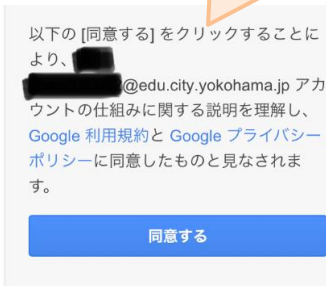 以下の [同意する] をクリックすることに
より、
@edu.city.yokohama.jp アカ
ウントの仕組みに関する説明を理解し、
Google 利用規約と Google プライバシー
ポリシーに同意したものと見なされま
す。
同意する